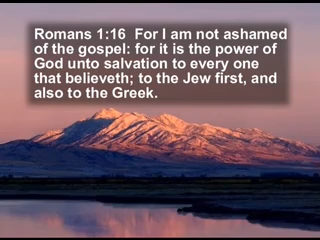 Romans 1:16  For I am not ashamed
of the gospel: for it is the power of
God unto salvation to every one
that believeth; to the Jew first, and
also to the Greek.